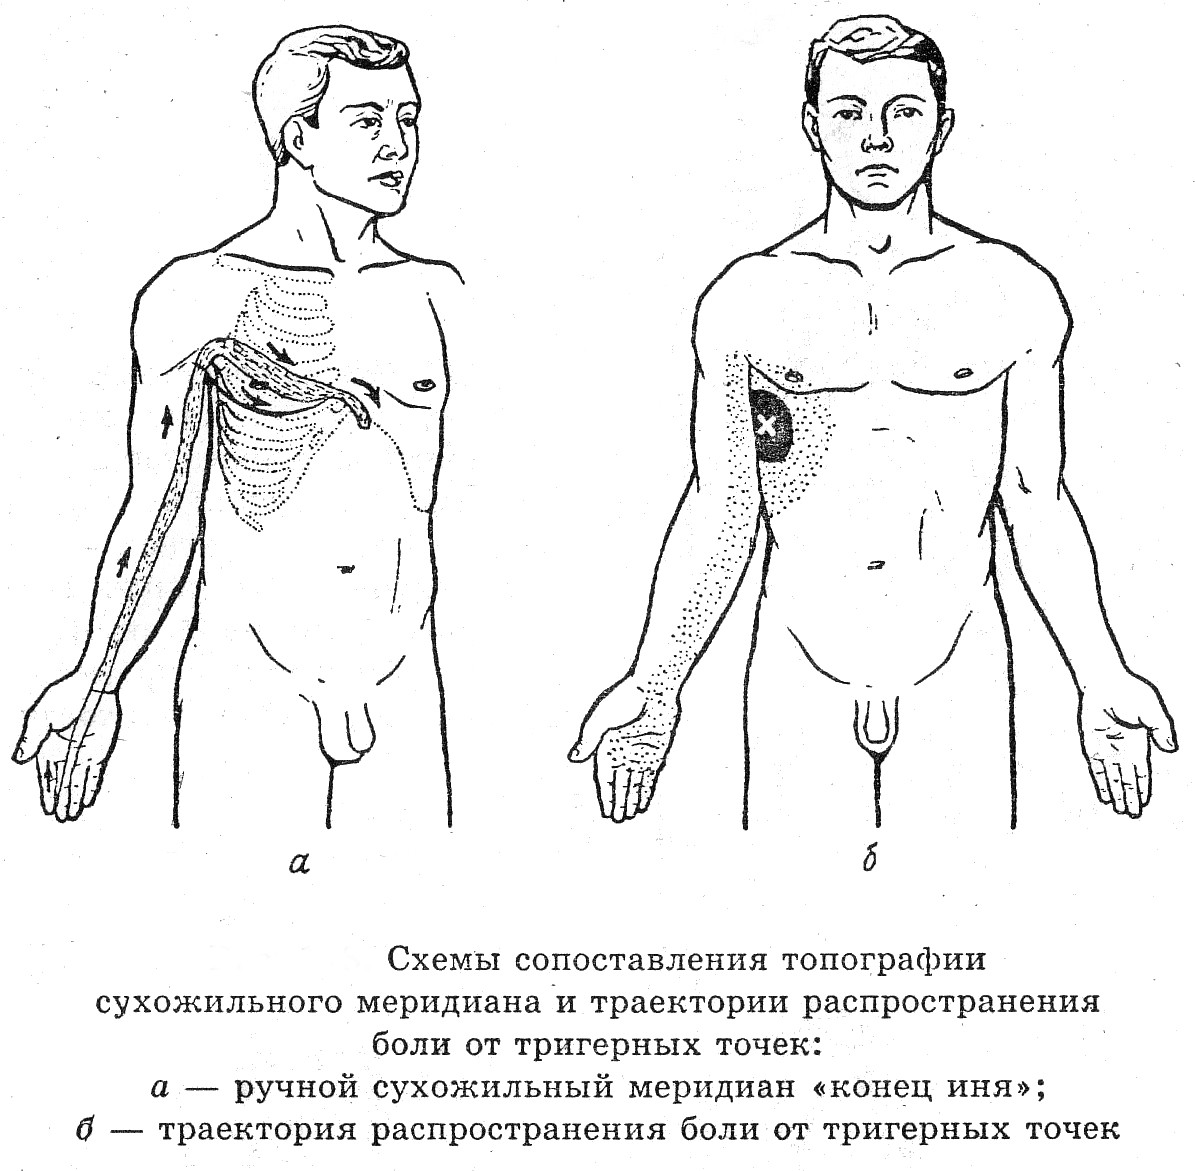 а
б
Схемы сопоставления топографии
сухожильного меридиана и траектории распространения
боли от тригерных точек:
а — ручной сухожильный меридиан «конец иня»;
б — траектория распространения боли от тригерных точек